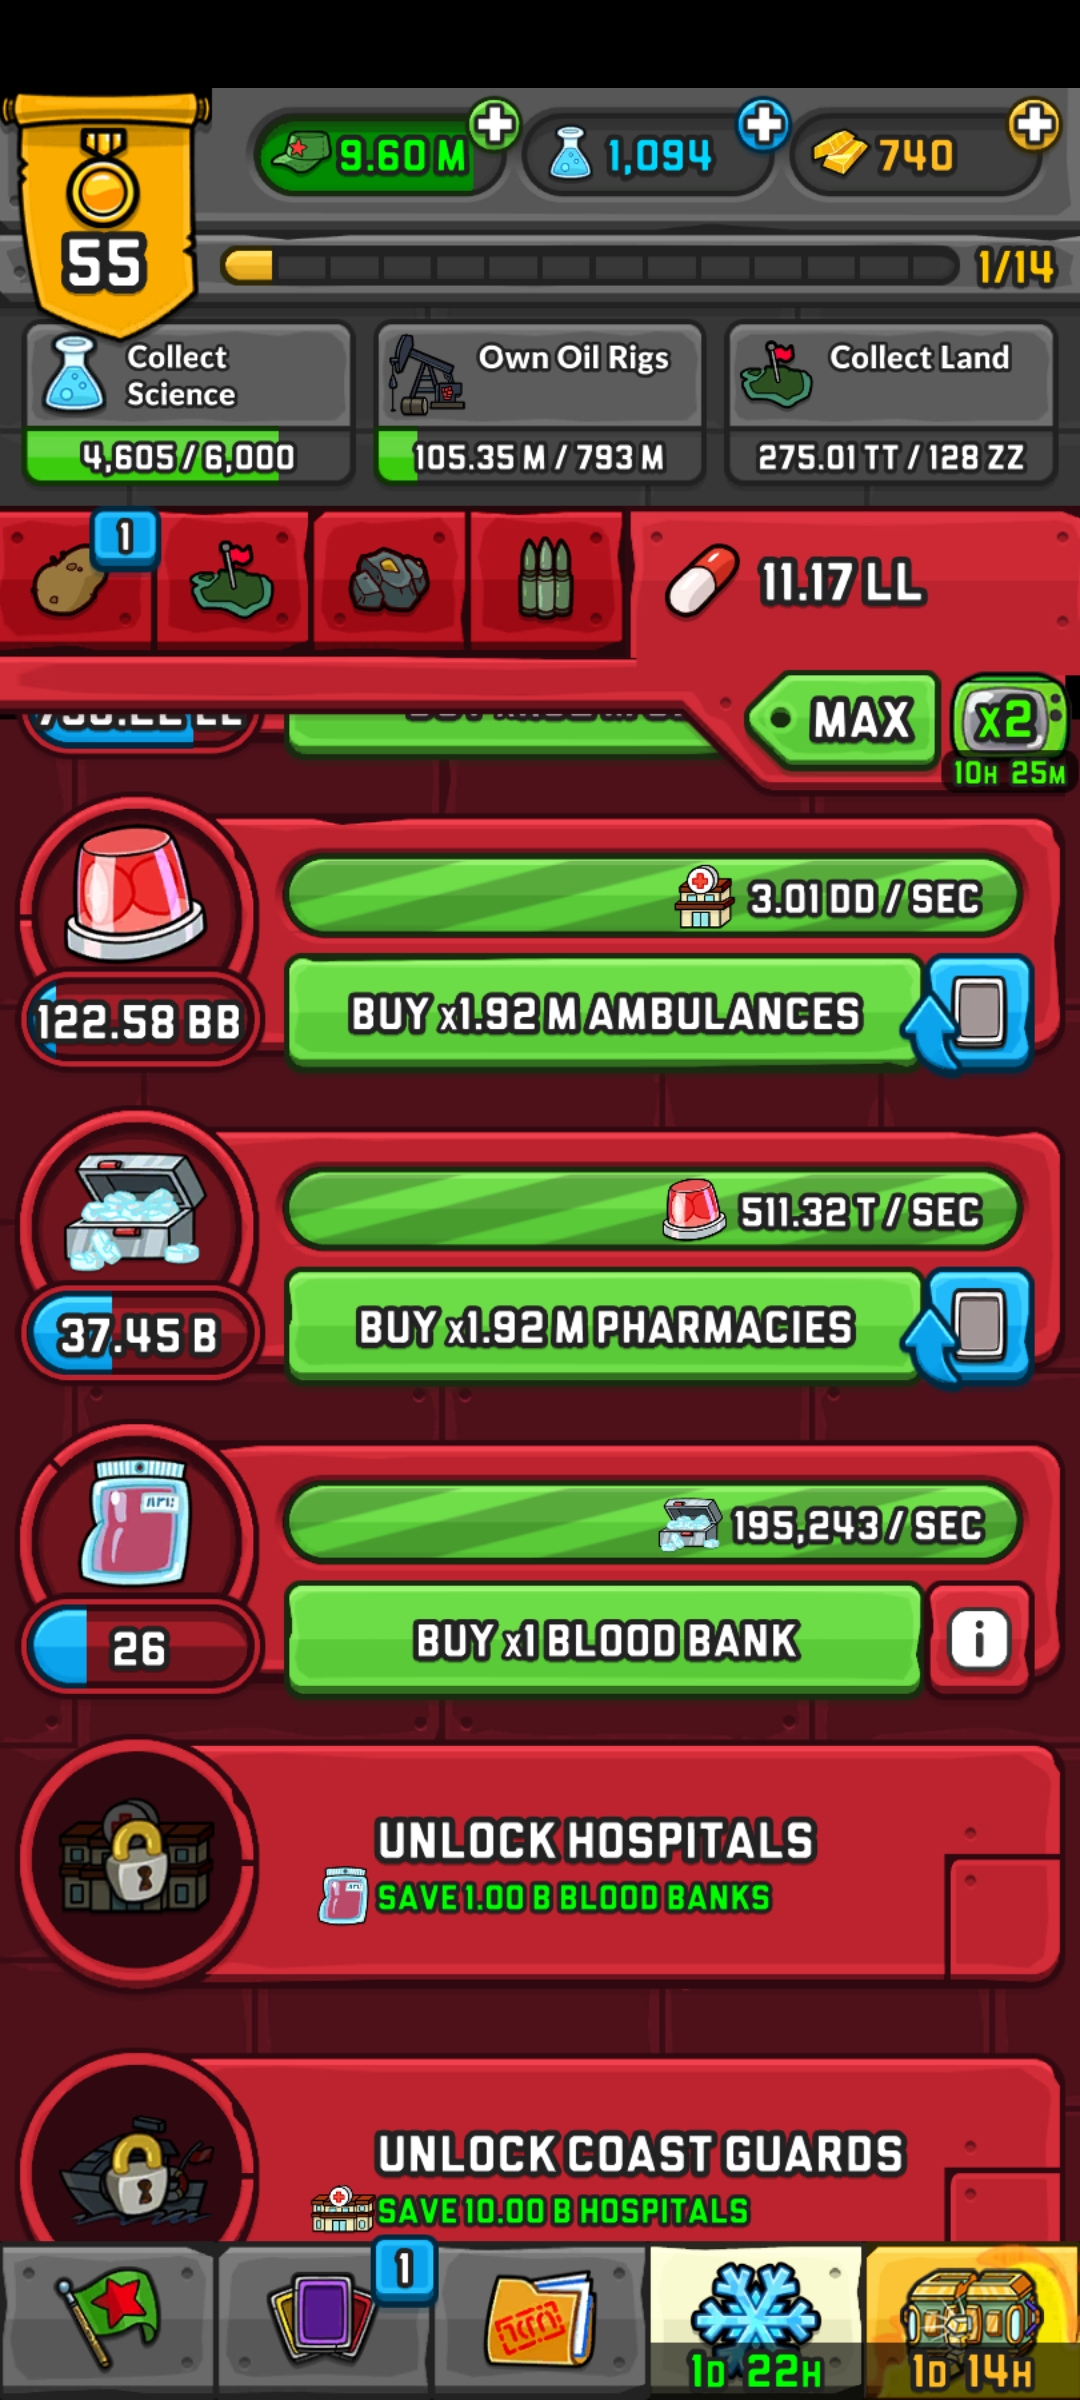 55
9.60 M
1,094
740
1/14
Collect Science
4,605 / 6,000
Own Oil Rigs
105.35 M / 793 M
Collect Land
275.01 TT / 128 ZZ
1
11.17 LL
MAX
x2
10H 25M
3.01 DD / SEC
122.58 BB
BUY x1.92 M AMBULANCES
511.32 T / SEC
37.45 B
BUY x1.92 M PHARMACIES
195,243 / SEC
26
BUY x1 BLOOD BANK
i
UNLOCK HOSPITALS
SAVE 1.00 B BLOOD BANKS
UNLOCK COAST GUARDS
SAVE 10.00 B HOSPITALS
1
1D 22H
1D 14H